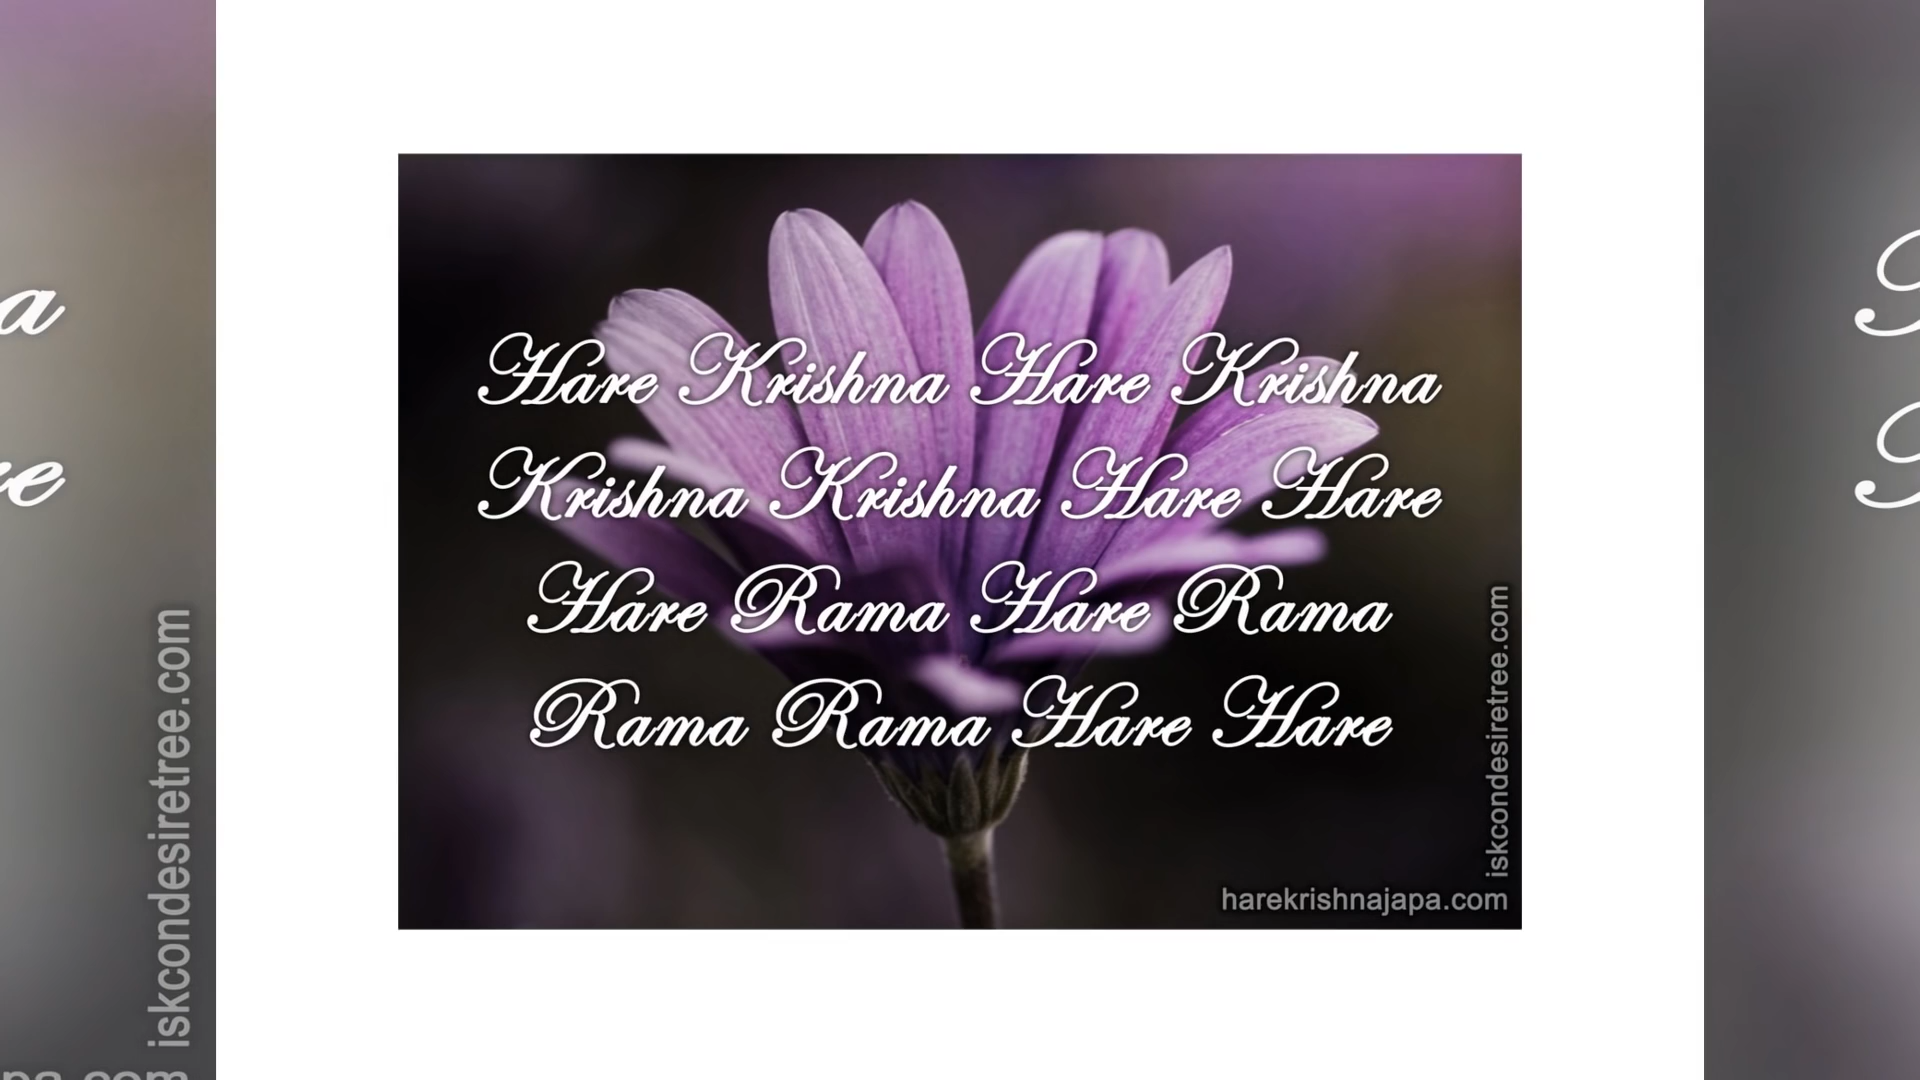 Hare Krishna Hare Krishna
Krishna Krishna Hare Hare
Hare Rama Hare Rama
Rama Rama Hare Hare
iskcondesiretree.com
harekrishnajapa.com
iskcondesiretree.com